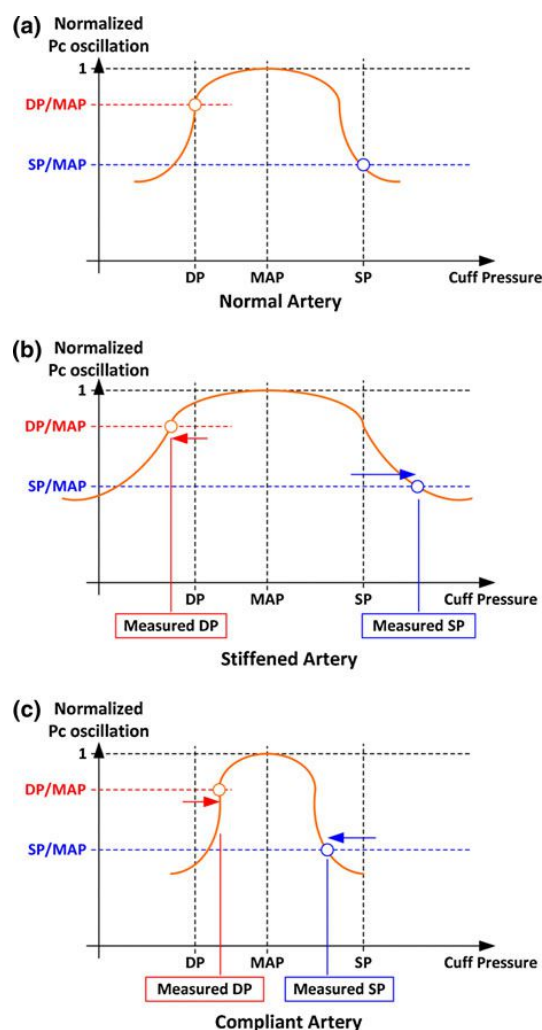 (a) Normalized
Pc oscillation
1
DP/MAP
SP/MAP
DP MAP SP Cuff Pressure
Normal Artery
(b) Normalized
Pc oscillation
1
DP/MAP
SP/MAP
DP MAP SP Cuff Pressure
Measured DP Measured SP
Stiffened Artery
(c) Normalized
Pc oscillation
1
DP/MAP
SP/MAP
DP MAP SP Cuff Pressure
Measured DP Measured SP
Compliant Artery